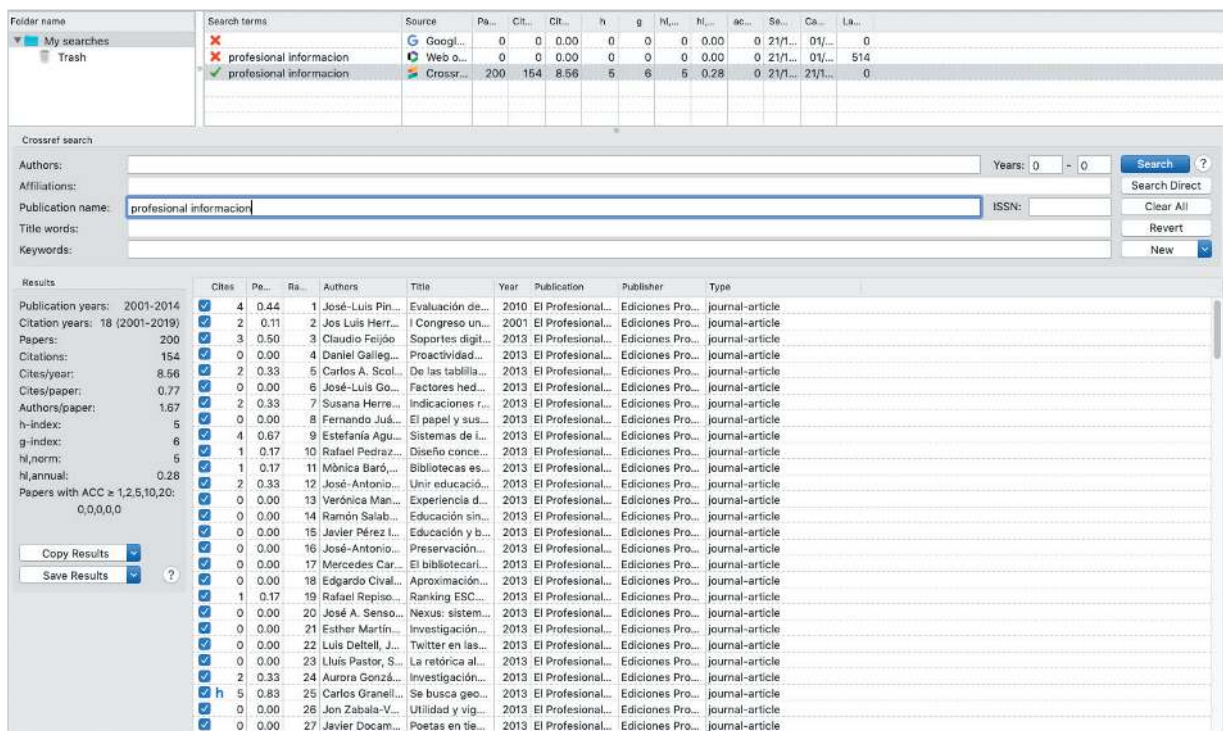 Folder name
My searches
Trash
Search terms Source Pa... Cit... Cit... h g hI,... hI,... ac... Se... Ca... La...
Googl... 0 0 0.00 0 0 0 0.00 0 21/1... 01/... 0
profesional informacion Web o... 0 0 0.00 0 0 0 0.00 0 21/1... 01/... 514
profesional informacion Crossr... 200 154 8.56 5 6 5 0.28 0 21/1... 21/1... 0
Crossref search
Authors: Years: 0 - 0 Search ?
Affiliations: Search Direct
Publication name: profesional informacion ISSN: Clear All
Title words: Revert
Keywords: New
Results
Publication years: 2001-2014
Citation years: 18 (2001-2019)
Papers: 200
Citations: 154
Cites/year: 8.56
Cites/paper: 0.77
Authors/paper: 1.67
h-index: 5
g-index: 6
hI,norm: 5
hI,annual: 0.28
Papers with ACC ≥ 1,2,5,10,20:
0,0,0,0,0
Copy Results
Save Results ?
Cites Pe... Ra... Authors Title Year Publication Publisher Type
4 0.44 1 José-Luis Pin... Evaluación de... 2010 El Profesional... Ediciones Pro... journal-article
2 0.11 2 Jos Luis Herr... I Congreso un... 2001 El Profesional... Ediciones Pro... journal-article
3 0.50 3 Claudio Feijóo Soportes digit... 2013 El Profesional... Ediciones Pro... journal-article
0 0.00 4 Daniel Galleg... Proactividad... 2013 El Profesional... Ediciones Pro... journal-article
2 0.33 5 Carlos A. Scol... De las tablilla... 2013 El Profesional... Ediciones Pro... journal-article
0 0.00 6 José-Luis Go... Factores hed... 2013 El Profesional... Ediciones Pro... journal-article
2 0.33 7 Susana Herre... Indicaciones r... 2013 El Profesional... Ediciones Pro... journal-article
0 0.00 8 Fernando Juá... El papel y sus... 2013 El Profesional... Ediciones Pro... journal-article
4 0.67 9 Estefanía Agu... Sistemas de i... 2013 El Profesional... Ediciones Pro... journal-article
1 0.17 10 Rafael Pedraz... Diseño conce... 2013 El Profesional... Ediciones Pro... journal-article
1 0.17 11 Mònica Baró,... Bibliotecas es... 2013 El Profesional... Ediciones Pro... journal-article
2 0.33 12 José-Antonio... Unir educació... 2013 El Profesional... Ediciones Pro... journal-article
0 0.00 13 Verónica Man... Experiencia d... 2013 El Profesional... Ediciones Pro... journal-article
0 0.00 14 Ramón Salab... Educación sin... 2013 El Profesional... Ediciones Pro... journal-article
0 0.00 15 Javier Pérez I... Educación y b... 2013 El Profesional... Ediciones Pro... journal-article
0 0.00 16 José-Antonio... Preservación... 2013 El Profesional... Ediciones Pro... journal-article
0 0.00 17 Mercedes Car... El bibliotecari... 2013 El Profesional... Ediciones Pro... journal-article
0 0.00 18 Edgardo Cival... Aproximación... 2013 El Profesional... Ediciones Pro... journal-article
1 0.17 19 Rafael Repiso... Ranking ESC... 2013 El Profesional... Ediciones Pro... journal-article
0 0.00 20 José A. Senso... Nexus: sistem... 2013 El Profesional... Ediciones Pro... journal-article
0 0.00 21 Esther Martín... Investigación... 2013 El Profesional... Ediciones Pro... journal-article
0 0.00 22 Luis Deltell, J... Twitter en las... 2013 El Profesional... Ediciones Pro... journal-article
0 0.00 23 Lluís Pastor, S... La retórica al... 2013 El Profesional... Ediciones Pro... journal-article
2 0.33 24 Aurora Gonzá... Investigación... 2013 El Profesional... Ediciones Pro... journal-article
h 5 0.83 25 Carlos Granell... Se busca geo... 2013 El Profesional... Ediciones Pro... journal-article
0 0.00 26 Jon Zabala-V... Utilidad y vig... 2013 El Profesional... Ediciones Pro... journal-article
0 0.00 27 Javier Docam... Poetas en tie... 2013 El Profesional... Ediciones Pro... journal-article